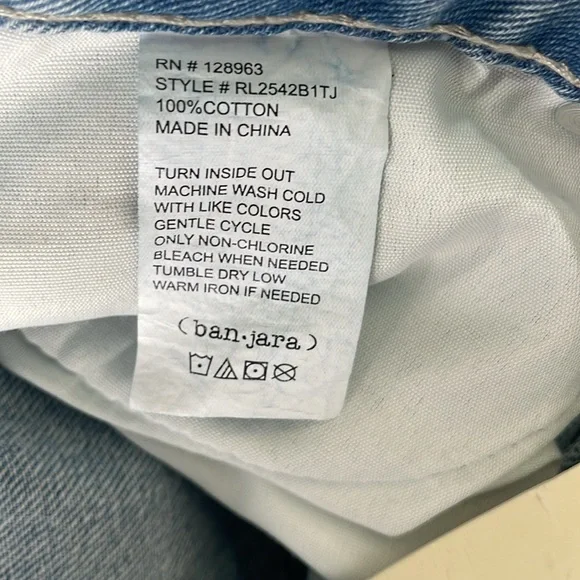 RN # 128963
STYLE # RL2542B1TJ
100%COTTON
MADE IN CHINA
TURN INSIDE OUT
MACHINE WASH COLD
WITH LIKE COLORS
GENTLE CYCLE
ONLY NON-CHLORINE
BLEACH WHEN NEEDED
TUMBLE DRY LOW
WARM IRON IF NEEDED
(ban·jara)